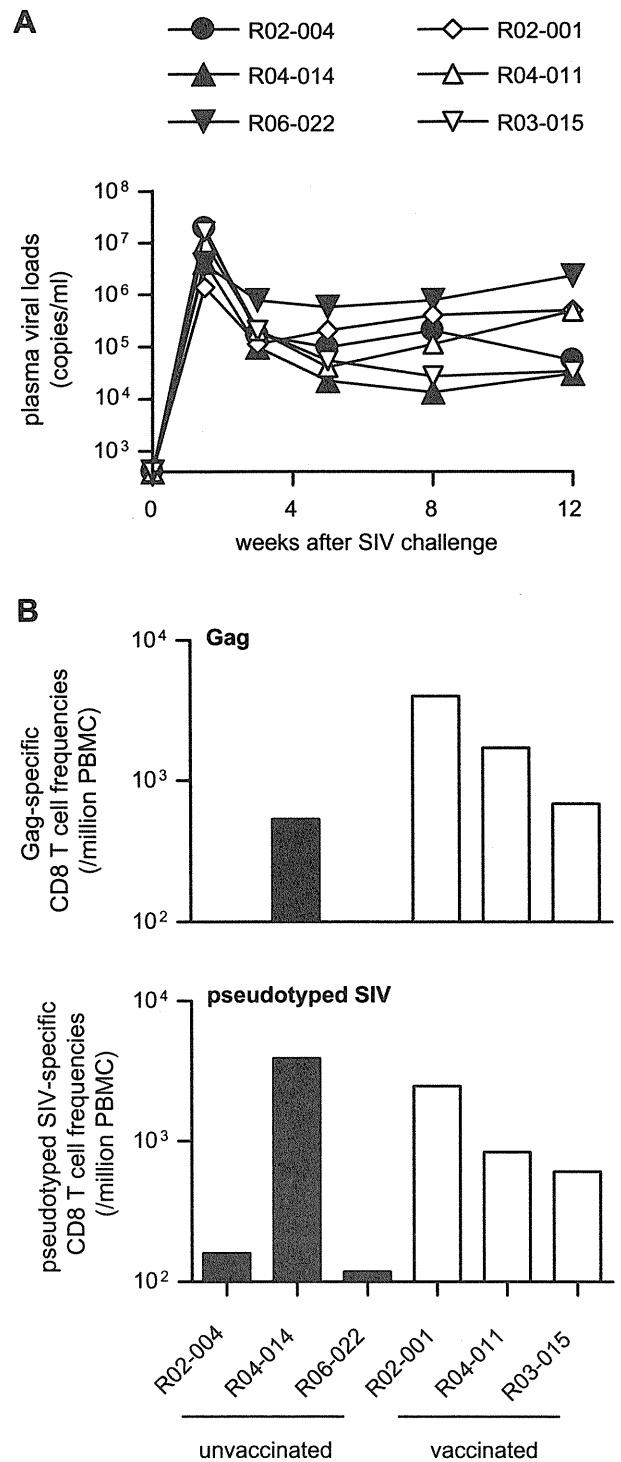 A
R02-004 R02-001
R04-014 R04-011
R06-022 R03-015
plasma viral loads
(copies/ml)
10⁸
10⁷
10⁶
10⁵
10⁴
10³
0 4 8 12
weeks after SIV challenge
B
Gag
Gag-specific
CD8 T cell frequencies
(/million PBMC)
10⁴
10³
10²
pseudotyped SIV
pseudotyped SIV-specific
CD8 T cell frequencies
(/million PBMC)
10⁴
10³
10²
R02-004 R04-014 R06-022 R02-001 R04-011 R03-015
unvaccinated vaccinated